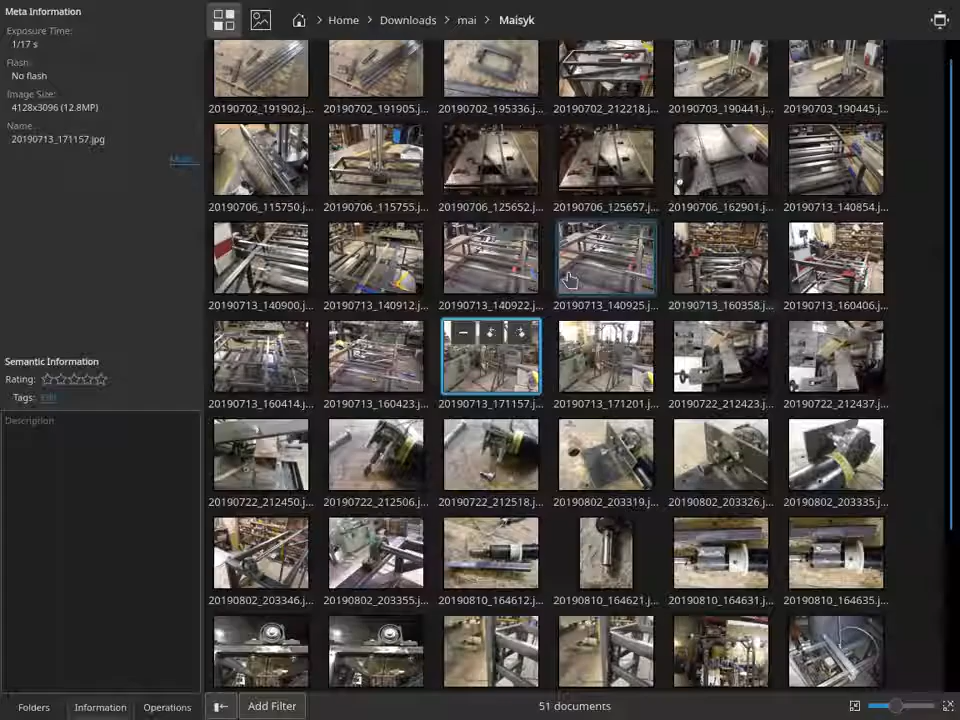 Meta Information
Exposure Time:
1/17 s
Flash:
No flash
Image Size:
4128x3096 (12.8MP)
Name:
20190713_171157.jpg
More...
Semantic Information
Rating:
Tags: Edit
Description
Folders
Information
Operations
Home
Downloads
mai
Maisyk
20190702_191902.j...
20190702_191905.j...
20190702_195336.j...
20190702_212218.j...
20190703_190441.j...
20190703_190445.j...
20190706_115750.j...
20190706_115755.j...
20190706_125652.j...
20190706_125657.j...
20190706_162901.j...
20190713_140854.j...
20190713_140900.j...
20190713_140912.j...
20190713_140922.j...
20190713_140925.j...
20190713_160358.j...
20190713_160406.j...
20190713_160414.j...
20190713_160423.j...
20190713_171157.j...
20190713_171201.j...
20190722_212423.j...
20190722_212437.j...
20190722_212450.j...
20190722_212506.j...
20190722_212518.j...
20190802_203319.j...
20190802_203326.j...
20190802_203335.j...
20190802_203346.j...
20190802_203355.j...
20190810_164612.j...
20190810_164621.j...
20190810_164631.j...
20190810_164635.j...
Add Filter
51 documents